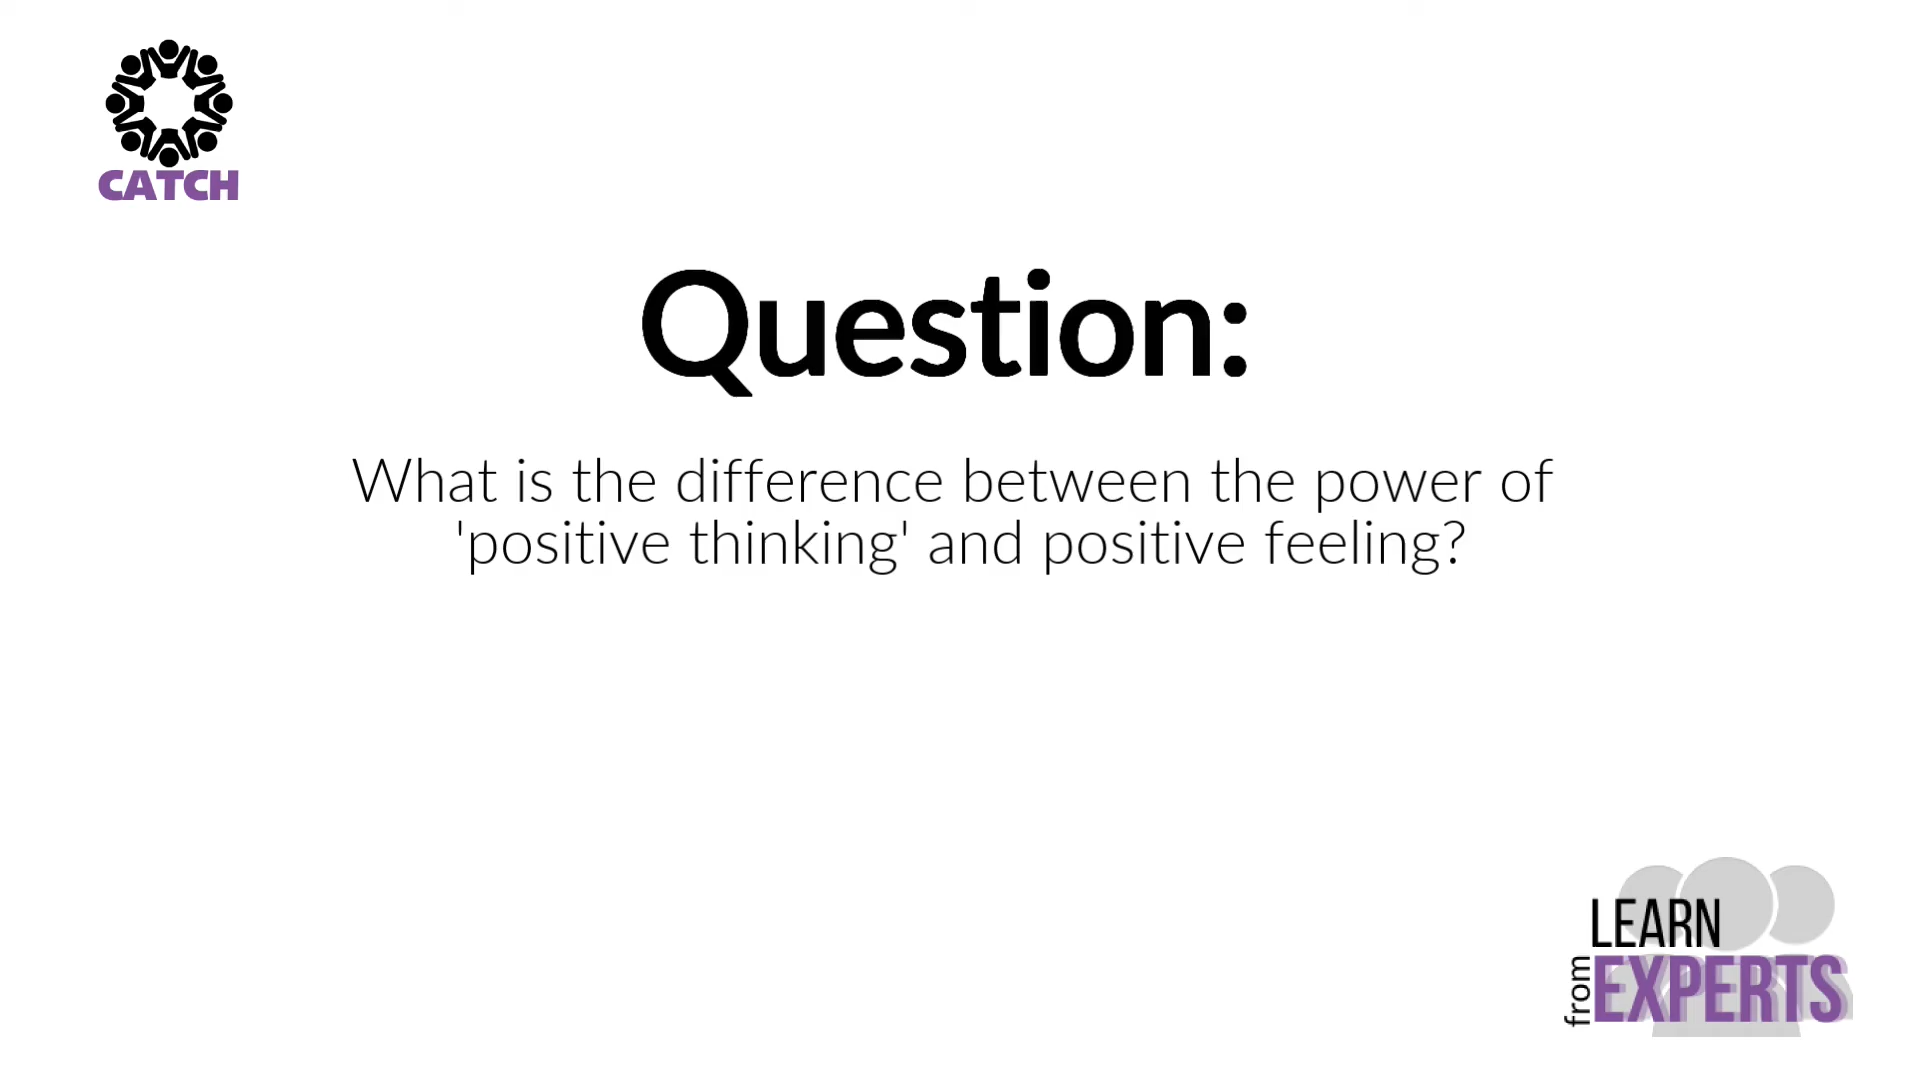 CATCH
Question:
What is the difference between the power of
'positive thinking' and positive feeling?
LEARN
from
EXPERTS